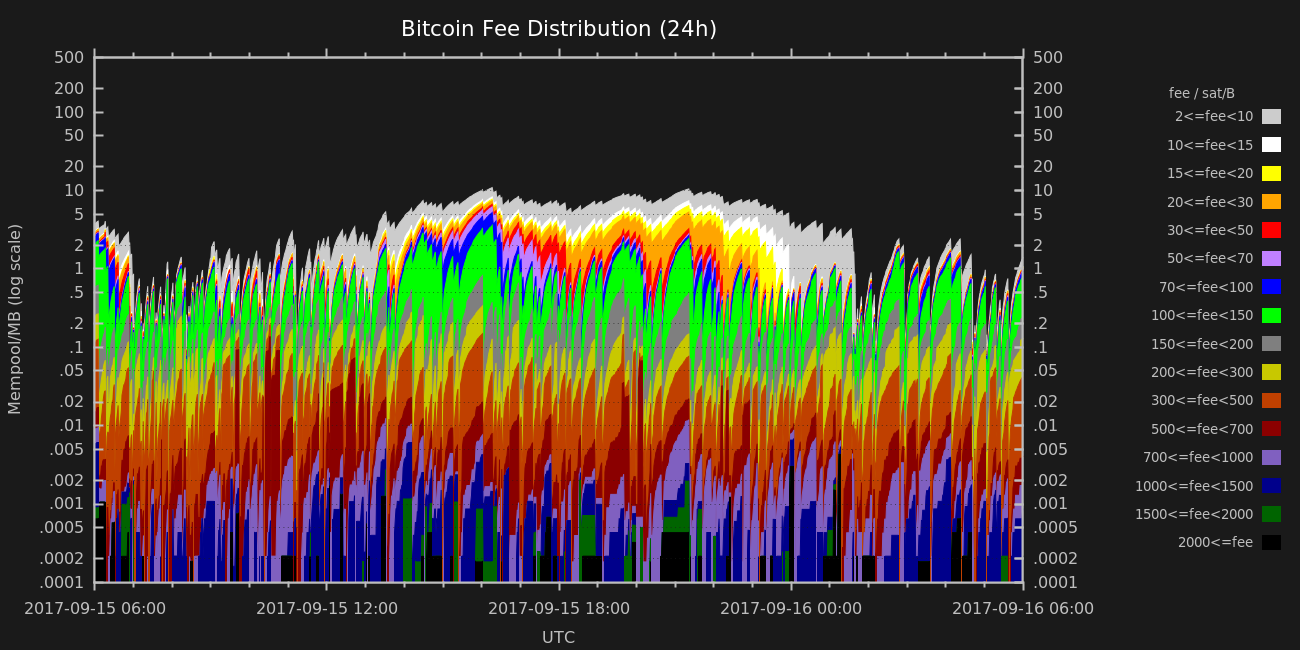 Bitcoin Fee Distribution (24h)
500
200
100
50
20
10
5
2
1
.5
.2
.1
.05
.02
.01
.005
.002
.001
.0005
.0002
.0001
Mempool/MB (log scale)
500
200
100
50
20
10
5
2
1
.5
.2
.1
.05
.02
.01
.005
.002
.001
.0005
.0002
.0001
2017-09-15 06:00 2017-09-15 12:00 2017-09-15 18:00 2017-09-16 00:00 2017-09-16 06:00
UTC
fee / sat/B
2<=fee<10
10<=fee<15
15<=fee<20
20<=fee<30
30<=fee<50
50<=fee<70
70<=fee<100
100<=fee<150
150<=fee<200
200<=fee<300
300<=fee<500
500<=fee<700
700<=fee<1000
1000<=fee<1500
1500<=fee<2000
2000<=fee